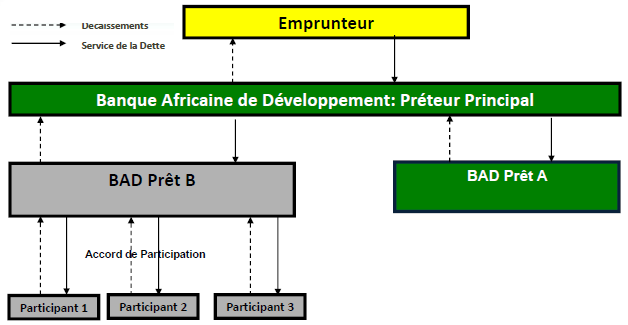 Décaissements
Service de la Dette
Emprunteur
Banque Africaine de Développement: Préteur Principal
BAD Prêt B
BAD Prêt A
Accord de Participation
Participant 1
Participant 2
Participant 3